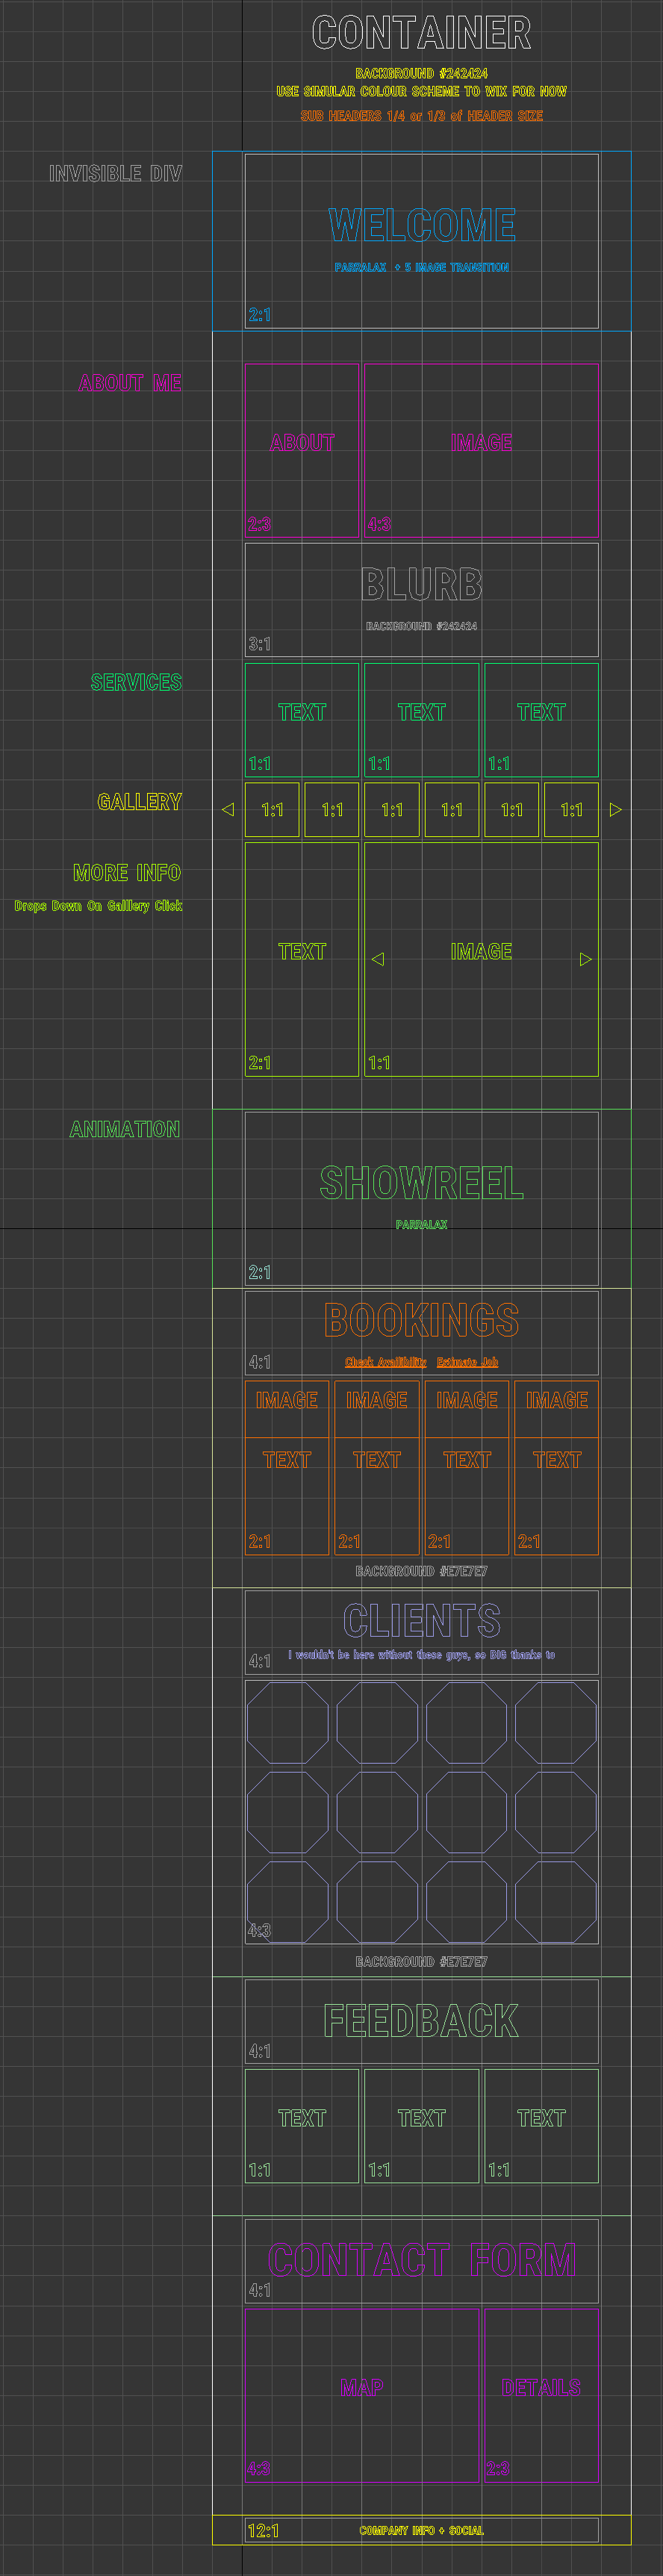 CONTAINER
BACKGROUND #242424
USE SIMULAR COLOUR SCHEME TO WIX FOR NOW
SUB HEADERS 1/4 or 1/3 of HEADER SIZE
INVISIBLE DIV
WELCOME
PARRALAX + 5 IMAGE TRANSITION
2:1
ABOUT ME
ABOUT
IMAGE
2:3
4:3
BLURB
BACKGROUND #242424
3:1
SERVICES
TEXT
TEXT
TEXT
1:1
1:1
1:1
GALLERY
1:1
1:1
1:1
1:1
1:1
1:1
MORE INFO
Drops Down On Galllery Click
TEXT
IMAGE
2:1
1:1
ANIMATION
SHOWREEL
PARRALAX
2:1
BOOKINGS
4:1
Check Availibility
Estimate Job
IMAGE
IMAGE
IMAGE
IMAGE
TEXT
TEXT
TEXT
TEXT
2:1
2:1
2:1
2:1
BACKGROUND #E7E7E7
CLIENTS
4:1
I wouldn't be here without these guys, so BIG thanks to
4:3
BACKGROUND #E7E7E7
FEEDBACK
4:1
TEXT
TEXT
TEXT
1:1
1:1
1:1
CONTACT FORM
4:1
MAP
DETAILS
4:3
2:3
12:1
COMPANY INFO + SOCIAL